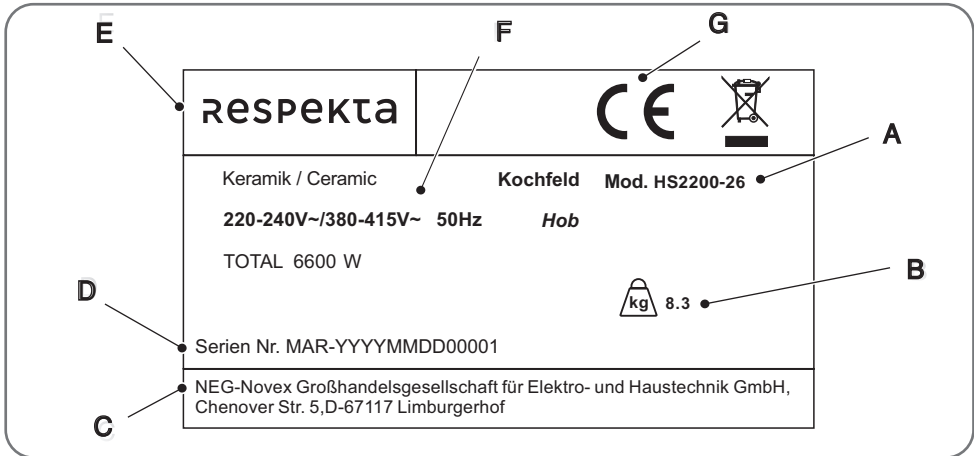 E
F
G
RESPEKTA
CE
A
Keramik / Ceramic Kochfeld Mod. HS2200-26
220-240V~/380-415V~ 50Hz Hob
TOTAL 6600 W
B
kg 8.3
D
Serien Nr. MAR-YYYYMMDD00001
NEG-Novex Großhandelsgesellschaft für Elektro- und Haustechnik GmbH,
Chenover Str. 5,D-67117 Limburgerhof
C